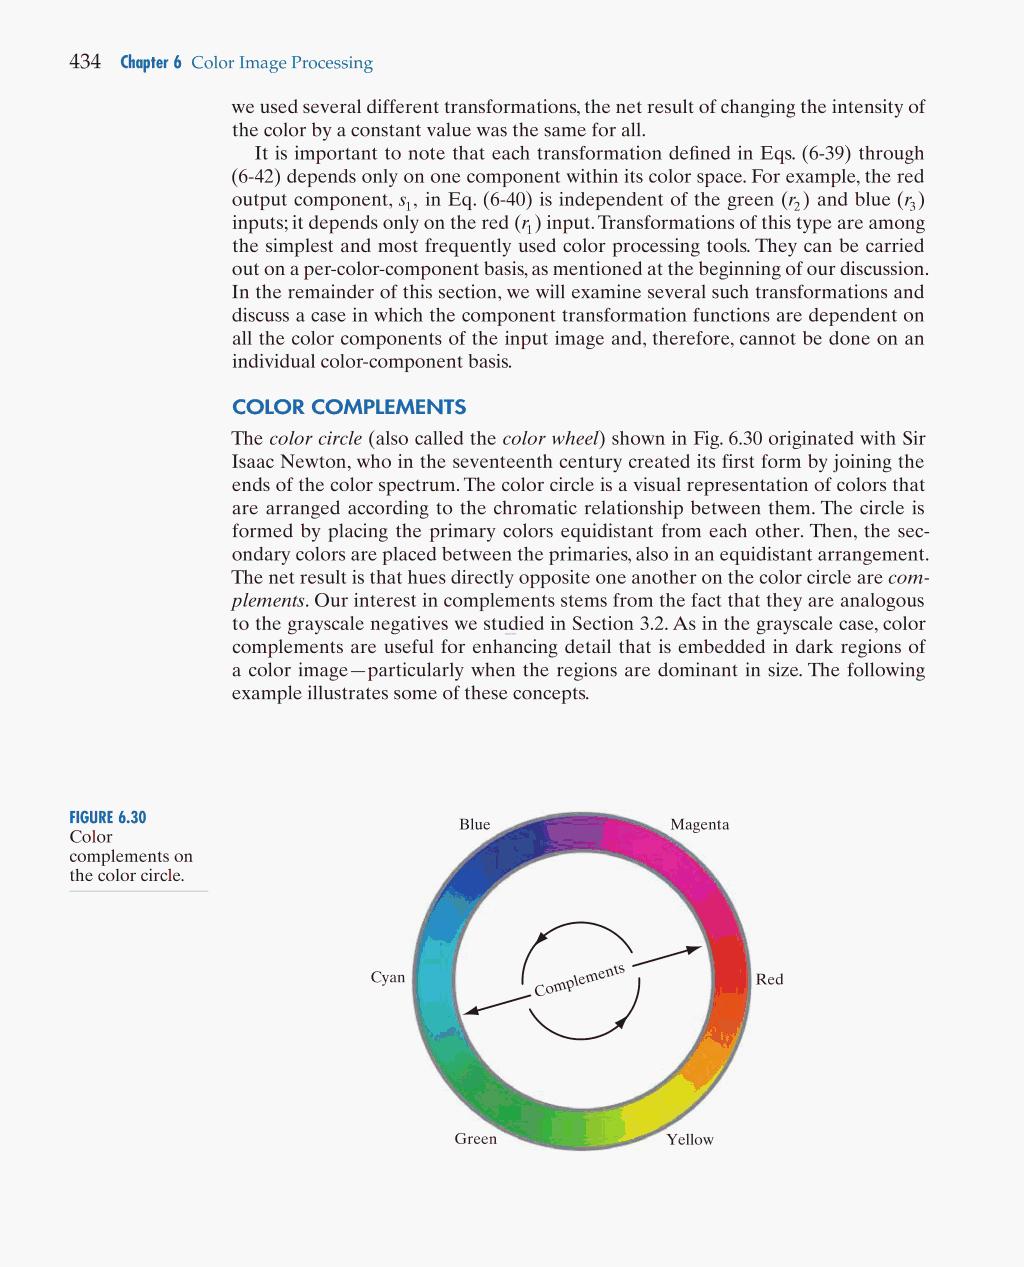 434 Chapter 6 Color Image Processing
we used several different transformations, the net result of changing the intensity of
the color by a constant value was the same for all.
It is important to note that each transformation defined in Eqs. (6-39) through
(6-42) depends only on one component within its color space. For example, the red
output component, s₁, in Eq. (6-40) is independent of the green (r₂) and blue (r₃)
inputs; it depends only on the red (r₁) input. Transformations of this type are among
the simplest and most frequently used color processing tools. They can be carried
out on a per-color-component basis, as mentioned at the beginning of our discussion.
In the remainder of this section, we will examine several such transformations and
discuss a case in which the component transformation functions are dependent on
all the color components of the input image and, therefore, cannot be done on an
individual color-component basis.
COLOR COMPLEMENTS
The color circle (also called the color wheel) shown in Fig. 6.30 originated with Sir
Isaac Newton, who in the seventeenth century created its first form by joining the
ends of the color spectrum. The color circle is a visual representation of colors that
are arranged according to the chromatic relationship between them. The circle is
formed by placing the primary colors equidistant from each other. Then, the sec-
ondary colors are placed between the primaries, also in an equidistant arrangement.
The net result is that hues directly opposite one another on the color circle are com-
plements. Our interest in complements stems from the fact that they are analogous
to the grayscale negatives we studied in Section 3.2. As in the grayscale case, color
complements are useful for enhancing detail that is embedded in dark regions of
a color image—particularly when the regions are dominant in size. The following
example illustrates some of these concepts.
FIGURE 6.30
Color
complements on
the color circle.
Blue
Magenta
Cyan
Complements
Red
Green
Yellow